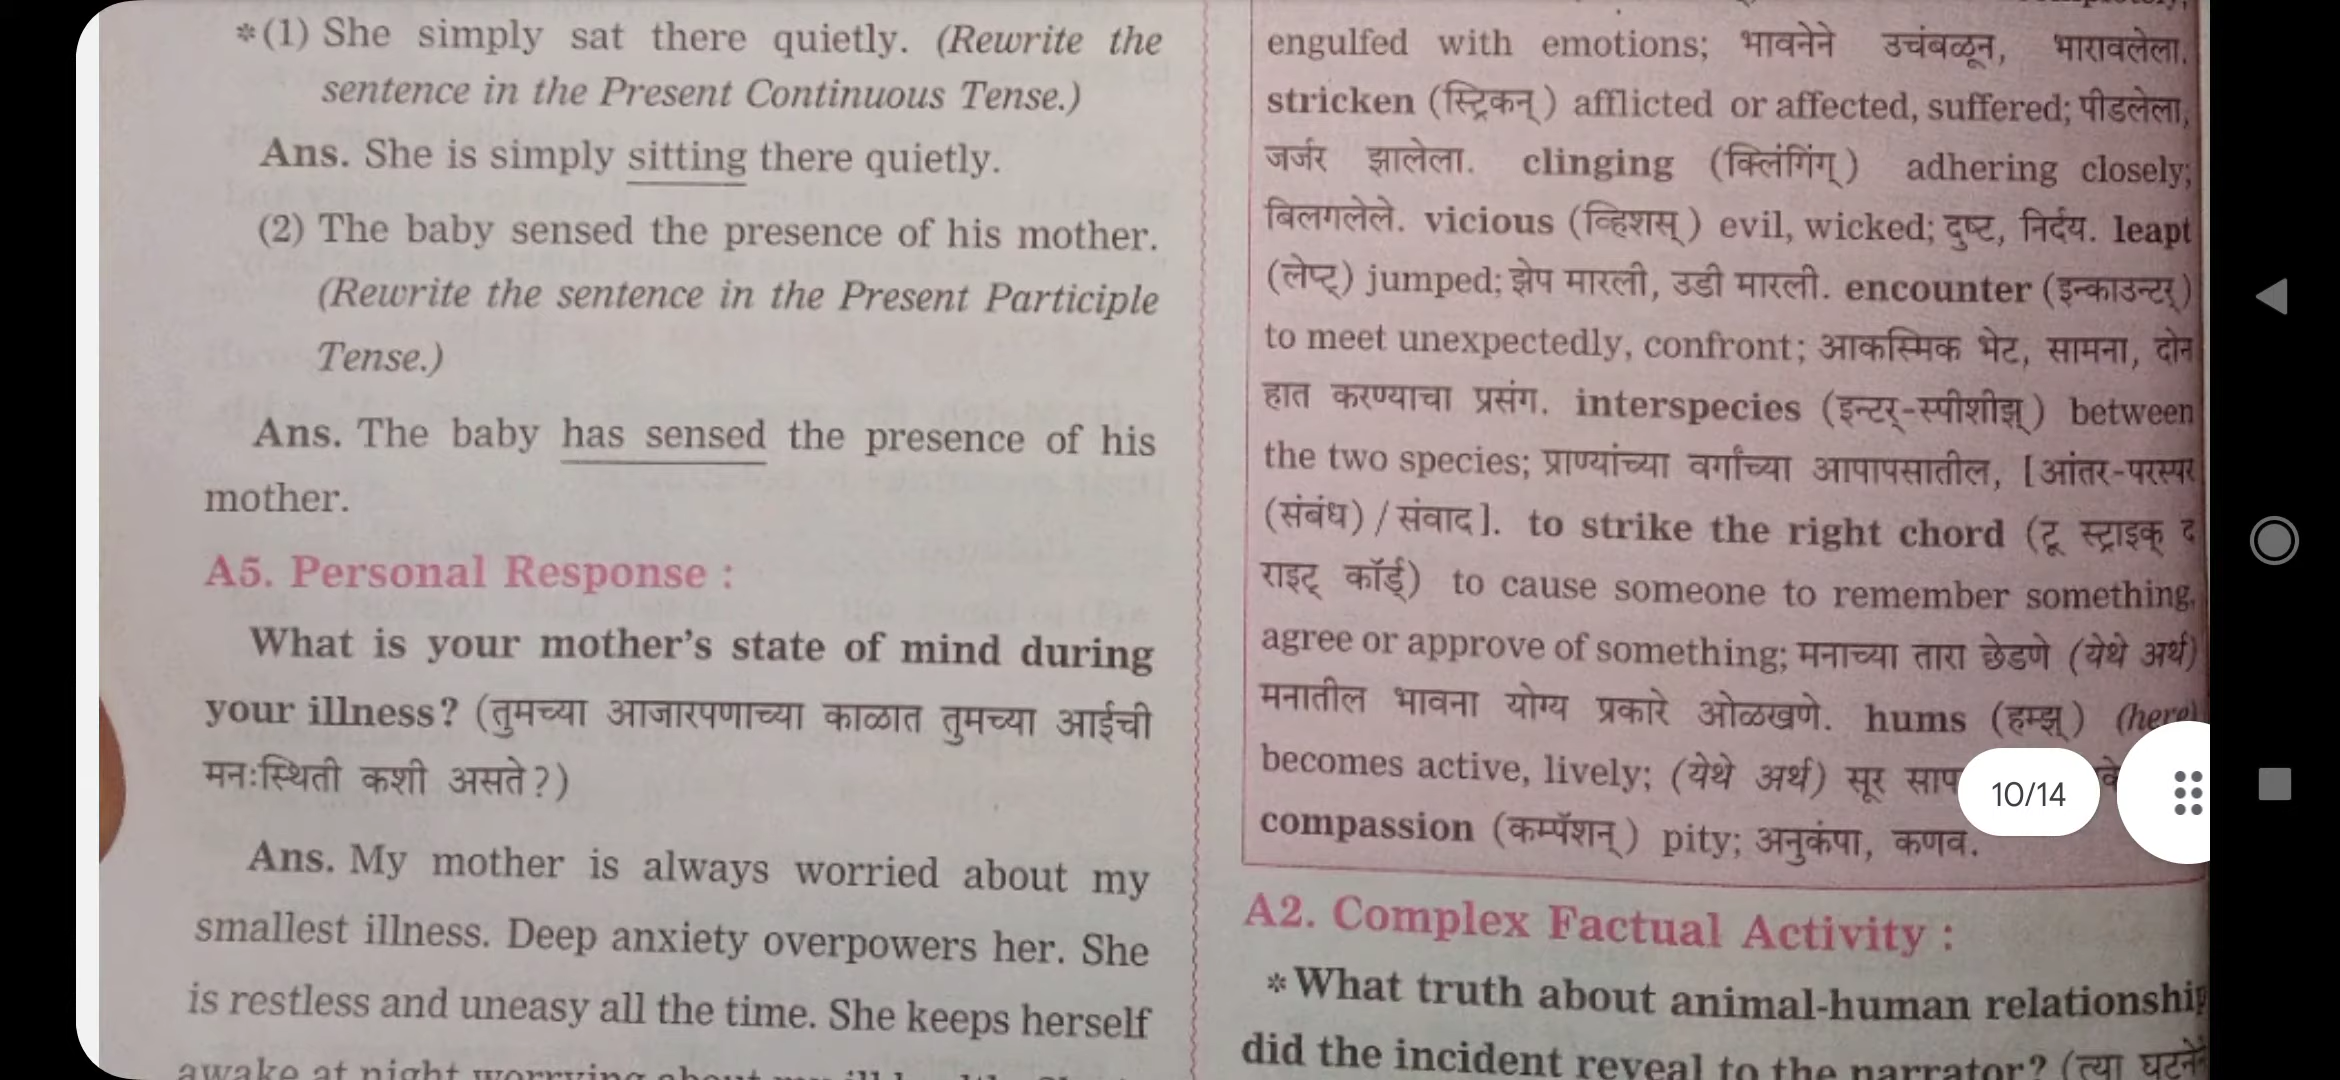 *(1) She simply sat there quietly. (Rewrite the
sentence in the Present Continuous Tense.)
Ans. She is simply sitting there quietly.
(2) The baby sensed the presence of his mother.
(Rewrite the sentence in the Present Participle
Tense.)
Ans. The baby has sensed the presence of his
mother.
A5. Personal Response :
What is your mother's state of mind during
your illness? (तुमच्या आजारपणाच्या काळात तुमच्या आईची
मनःस्थिती कशी असते?)
Ans. My mother is always worried about my
smallest illness. Deep anxiety overpowers her. She
is restless and uneasy all the time. She keeps herself
awake at night worrying about my
engulfed with emotions; भावनेने उचंबळून, भारावलेला.
stricken (स्ट्रिकन्) afflicted or affected, suffered; पीडलेला,
जर्जर झालेला. clinging (क्लिंगिंग्) adhering closely;
बिलगलेले. vicious (व्हिशस्) evil, wicked; दुष्ट, निर्दय. leapt
(लेप्ट्) jumped; झेप मारली, उडी मारली. encounter (इन्काउन्टर्)
to meet unexpectedly, confront; आकस्मिक भेट, सामना, दोन
हात करण्याचा प्रसंग. interspecies (इन्टर्-स्पीशीझ्) between
the two species; प्राण्यांच्या वर्गांच्या आपापसातील, [आंतर-परस्पर
(संबंध) / संवाद]. to strike the right chord (टू स्ट्राइक् द
राइट् कॉर्ड्) to cause someone to remember something,
agree or approve of something; मनाच्या तारा छेडणे (येथे अर्थ)
मनातील भावना योग्य प्रकारे ओळखणे. hums (हम्झ्) (here)
becomes active, lively; (येथे अर्थ) सूर
compassion (कम्पॅशन्) pity; अनुकंपा, कणव.
10/14
A2. Complex Factual Activity :
*What truth about animal-human relationship
did the incident reveal to the narrator? (त्या घटनेने